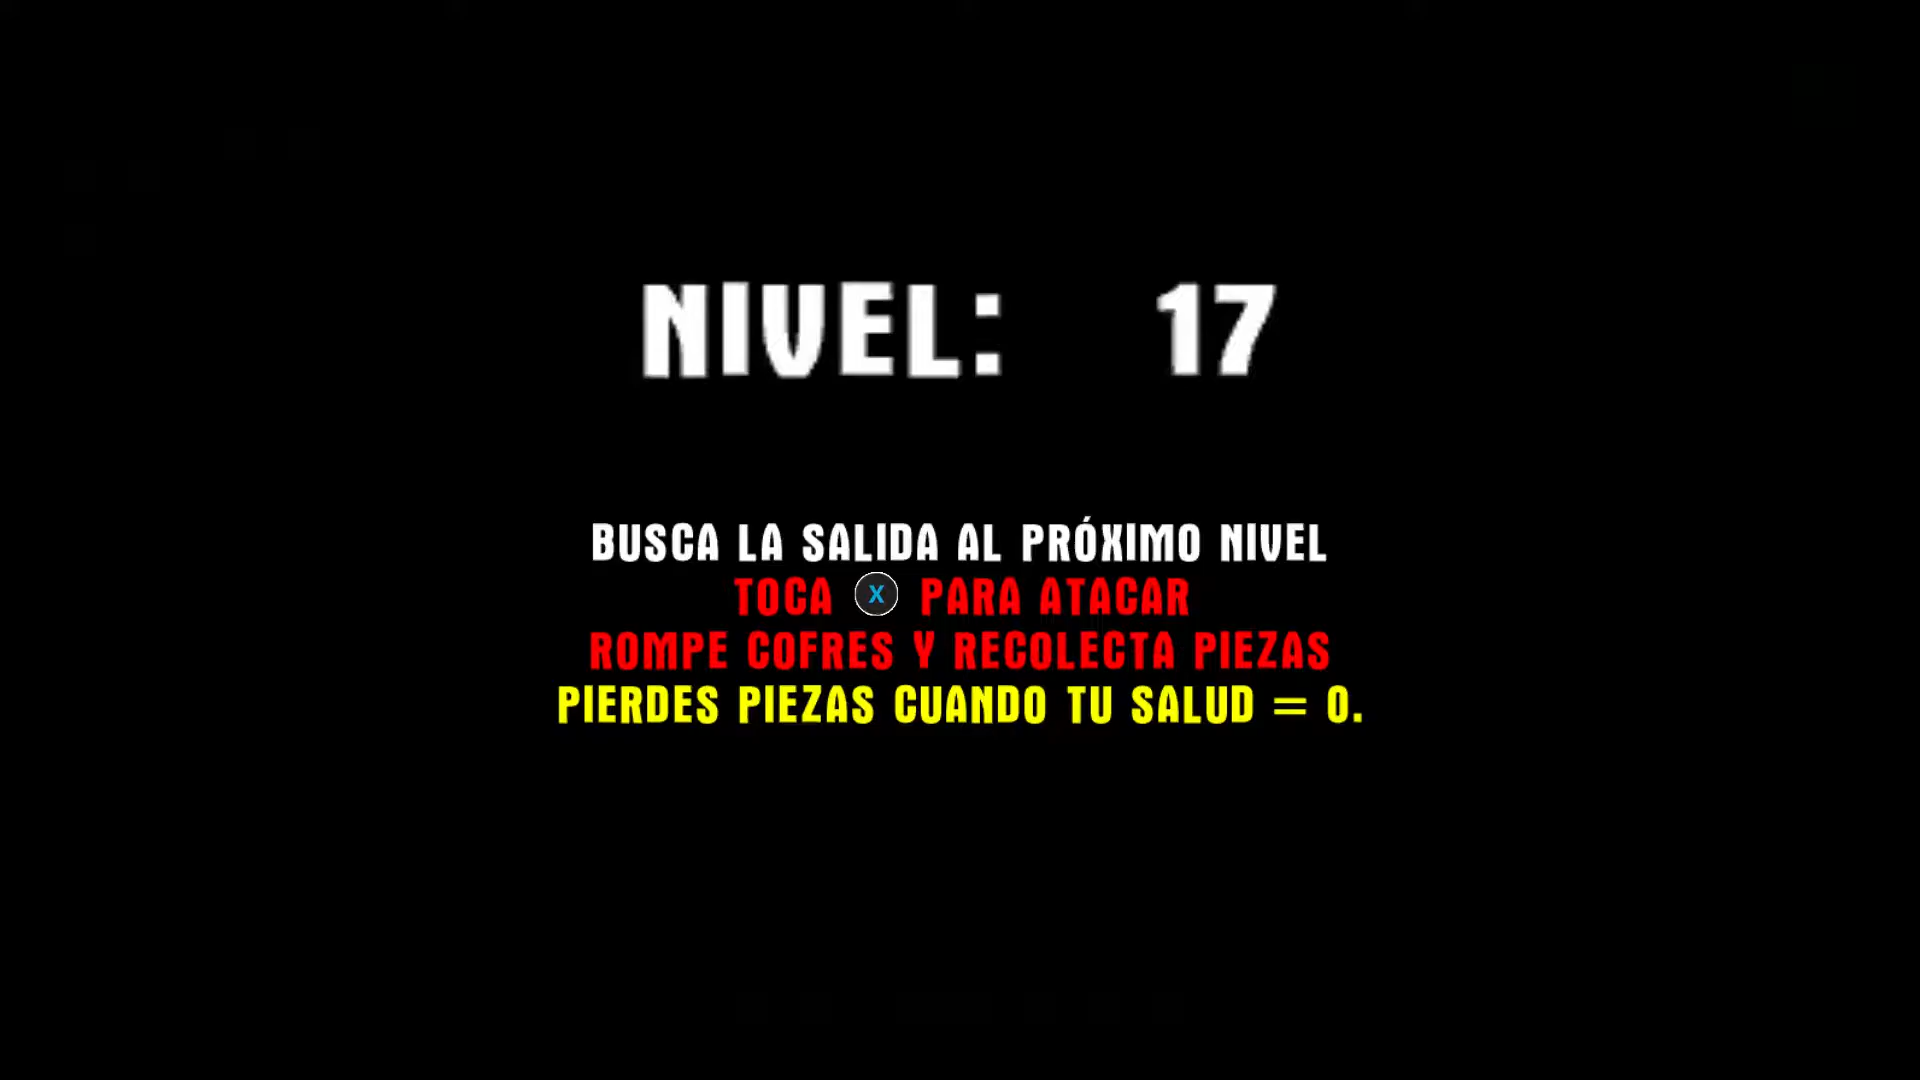 NIVEL: 17
BUSCA LA SALIDA AL PRÓXIMO NIVEL
TOCA X PARA ATACAR
ROMPE COFRES Y RECOLECTA PIEZAS
PIERDES PIEZAS CUANDO TU SALUD = 0.